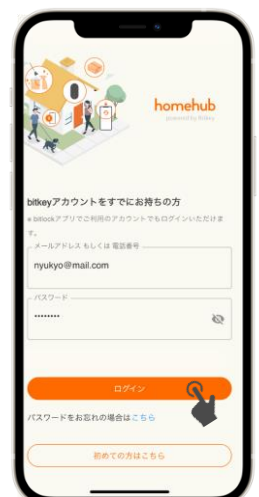 homehub
powered by Bitkey
bitkeyアカウントをすでにお持ちの方
※ bitlockアプリでご利用のアカウントでもログインいただけま
す。
メールアドレス もしくは 電話番号
nyukyo@mail.com
パスワード
••••••••
ログイン
パスワードをお忘れの場合はこちら
初めての方はこちら